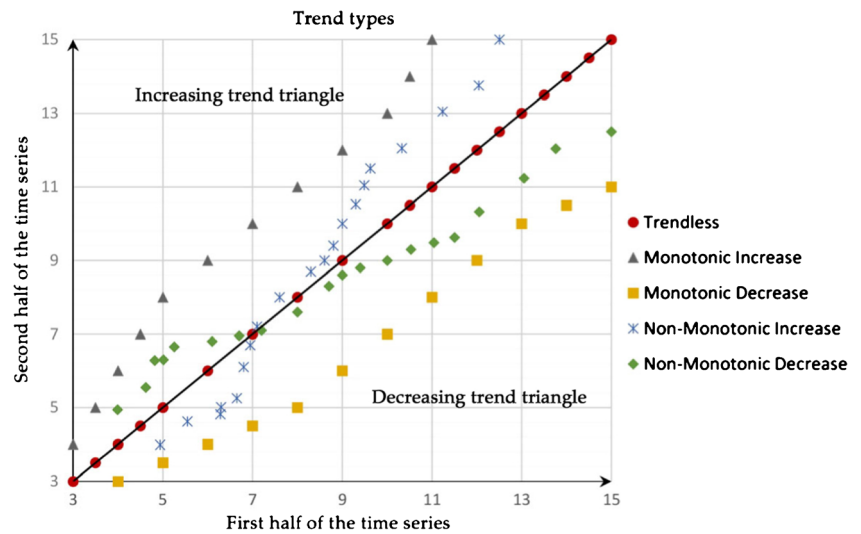 Trend types
15
13
11
9
7
5
3
Second half of the time series
Increasing trend triangle
Decreasing trend triangle
3 5 7 9 11 13 15
First half of the time series
Trendless
Monotonic Increase
Monotonic Decrease
Non-Monotonic Increase
Non-Monotonic Decrease